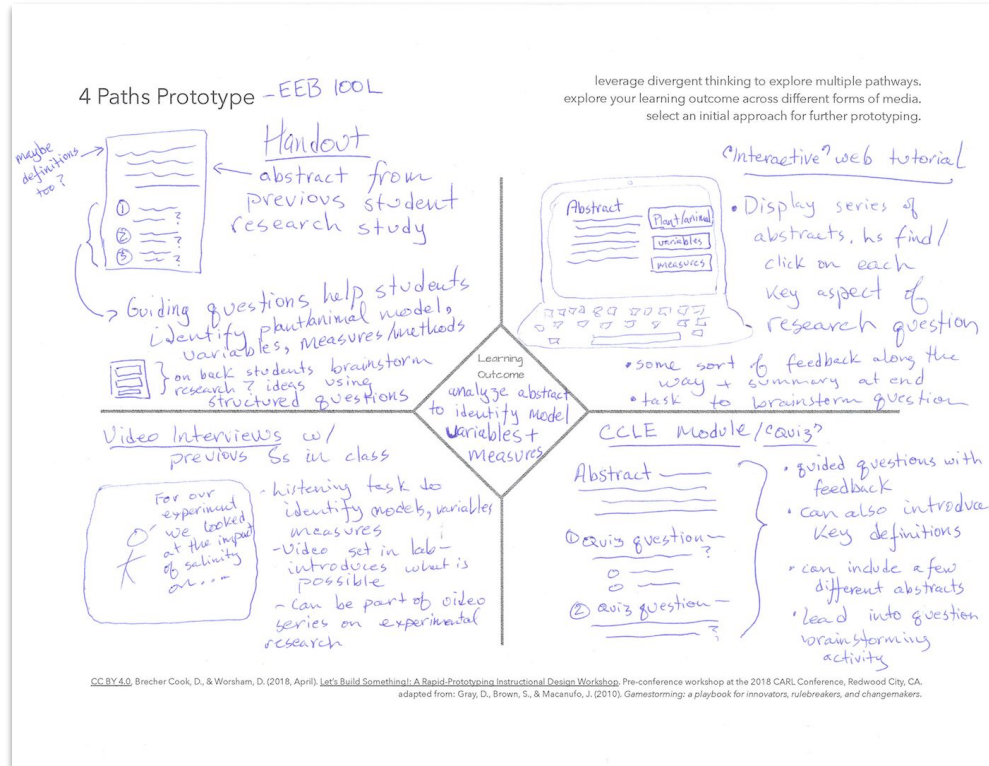 4 Paths Prototype - EEB 100L
leverage divergent thinking to explore multiple pathways.
explore your learning outcome across different forms of media.
select an initial approach for further prototyping.
maybe
definitions
too?
Handout
abstract from
previous student
research study
①
?
②
?
③
?
Guiding questions help students
identify plant/animal model,
variables, measures/methods
on back students brainstorm
research ? ideas using
structured questions
"Interactive" web tutorial
Abstract
Plant/animal
variables
measures
• Display series of
abstracts,
find/
click on each
key aspect of
research question
• some sort of feedback along the
way + summary at end
• task to brainstorm question
Learning
Outcome
analyze abstract
to identify model
variables +
measures
Video Interviews w/
previous Ss in class
For our
experiment
we looked
at the impact
of salinity
on....
- listening task to
identify models, variables
measures
- Video set in lab -
introduces what is
possible
- can be part of video
series on experimental
research
CCLE Module/"Quiz"
Abstract
① Quiz question
?
② Quiz question
?
• guided questions with
feedback
• can also introduce
key definitions
• can include a few
different abstracts
• lead into question
brainstorming
activity
CC BY 4.0, Brecher Cook, D., & Worsham, D. (2018, April). Let's Build Something!: A Rapid-Prototyping Instructional Design Workshop. Pre-conference workshop at the 2018 CARL Conference, Redwood City, CA.
adapted from: Gray, D., Brown, S., & Macanufo, J. (2010). Gamestorming: a playbook for innovators, rulebreakers, and changemakers.